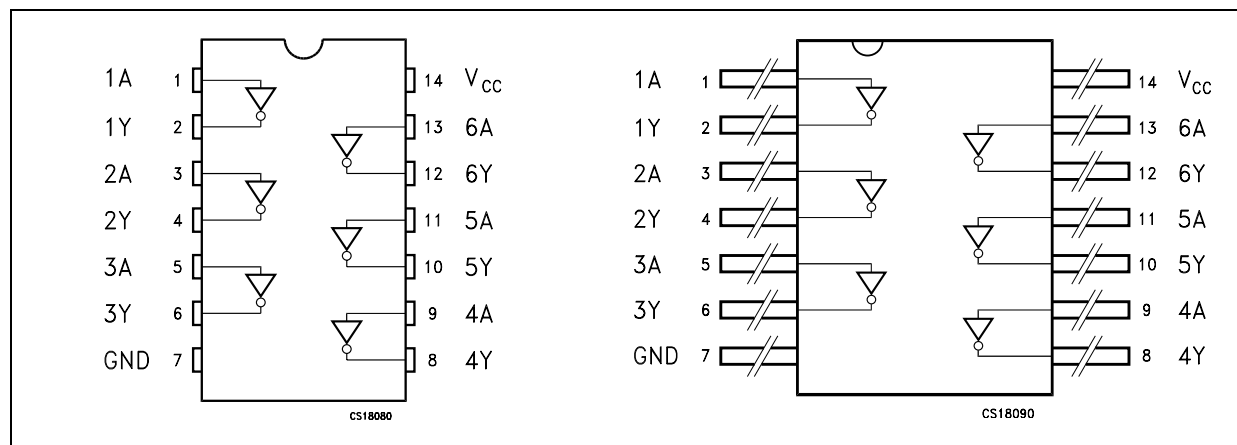 1A 1 14 VCC
1Y 2 13 6A
2A 3 12 6Y
2Y 4 11 5A
3A 5 10 5Y
3Y 6 9 4A
GND 7 8 4Y
CS18080
1A 1 14 VCC
1Y 2 13 6A
2A 3 12 6Y
2Y 4 11 5A
3A 5 10 5Y
3Y 6 9 4A
GND 7 8 4Y
CS18090